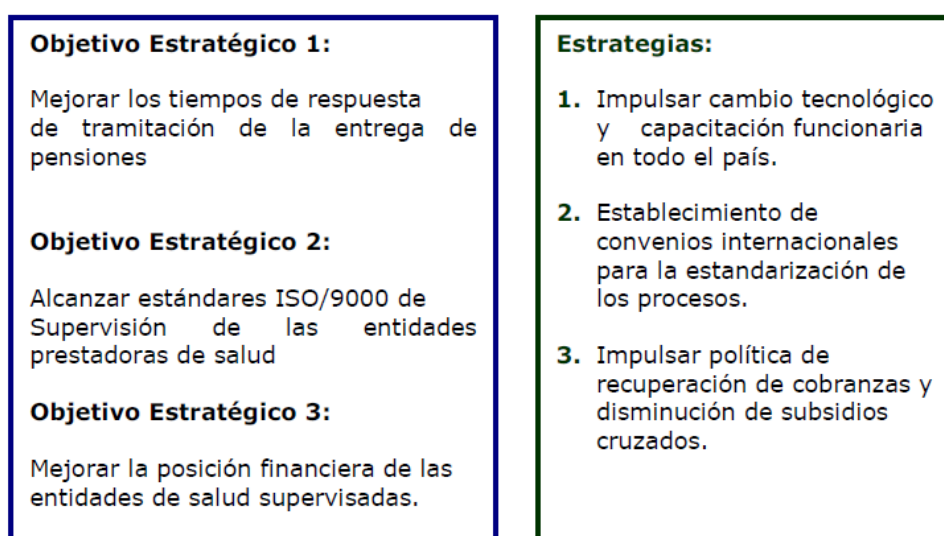 Objetivo Estratégico 1:
Mejorar los tiempos de respuesta
de tramitación de la entrega de
pensiones
Objetivo Estratégico 2:
Alcanzar estándares ISO/9000 de
Supervisión de las entidades
prestadoras de salud
Objetivo Estratégico 3:
Mejorar la posición financiera de las
entidades de salud supervisadas.
Estrategias:
1. Impulsar cambio tecnológico
y capacitación funcionaria
en todo el país.
2. Establecimiento de
convenios internacionales
para la estandarización de
los procesos.
3. Impulsar política de
recuperación de cobranzas y
disminución de subsidios
cruzados.